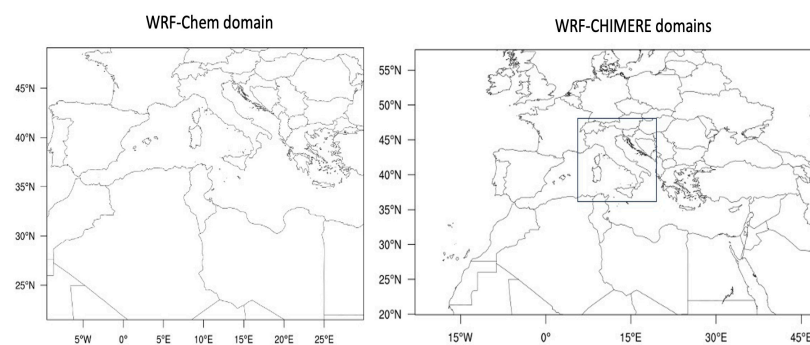 WRF-Chem domain
WRF-CHIMERE domains
45°N
40°N
35°N
30°N
25°N
5°W 0° 5°E 10°E 15°E 20°E 25°E
55°N
50°N
45°N
40°N
35°N
30°N
25°N
20°N
15°W 0° 15°E 30°E 45°E